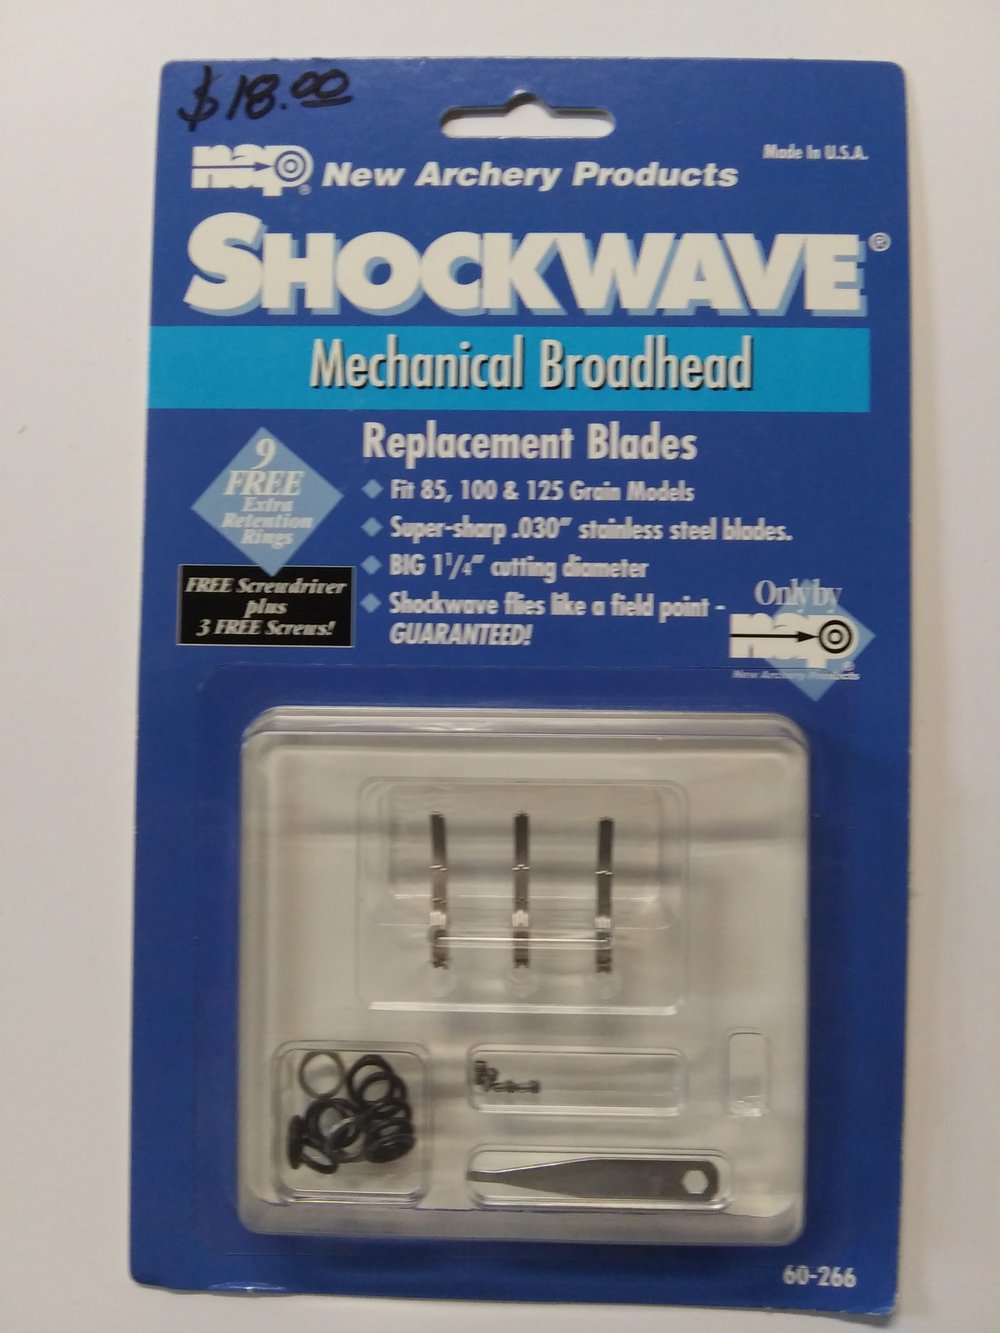 $18.00
Made In U.S.A.
nap® New Archery Products
SHOCKWAVE®
Mechanical Broadhead
Replacement Blades
Fit 85, 100 & 125 Grain Models
Super-sharp .030" stainless steel blades.
BIG 1 1/4" cutting diameter
Shockwave flies like a field point -
GUARANTEED!
9
FREE
Extra
Retention
Rings
FREE Screwdriver
plus
3 FREE Screws!
Only by
nap®
New Archery Products
60-266